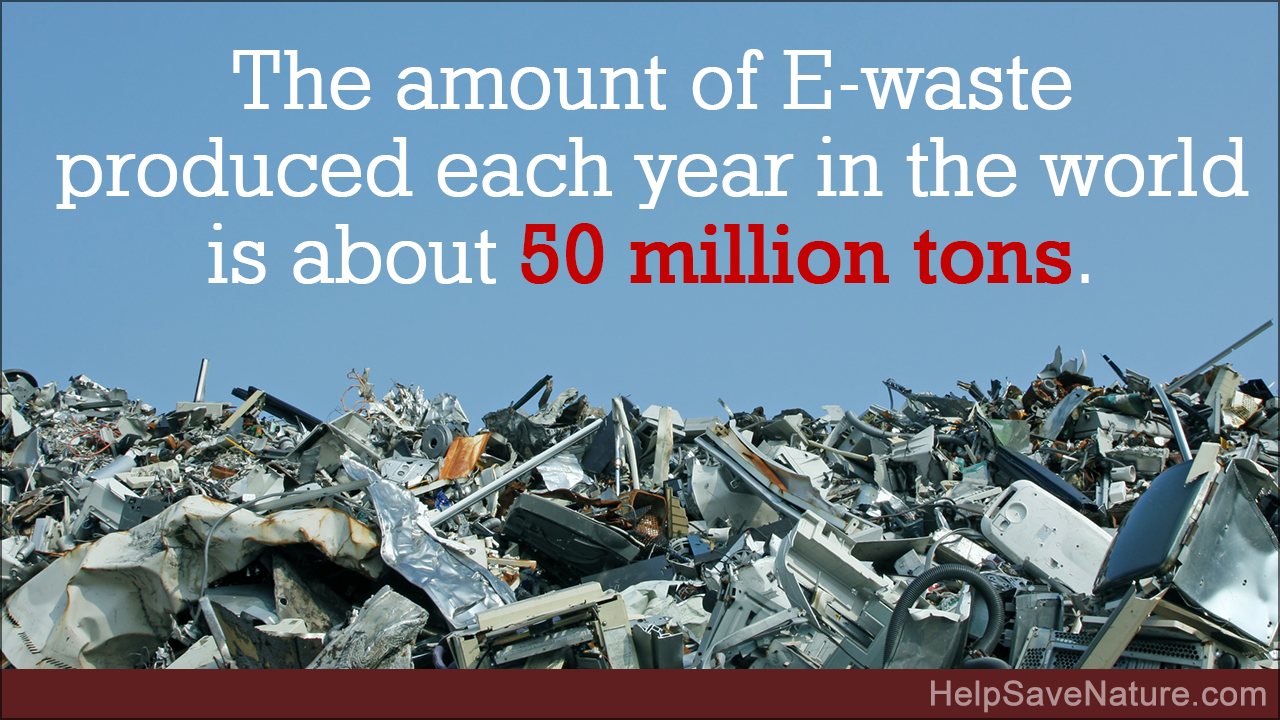 The amount of E-waste
produced each year in the world
is about 50 million tons.
HelpSaveNature.com